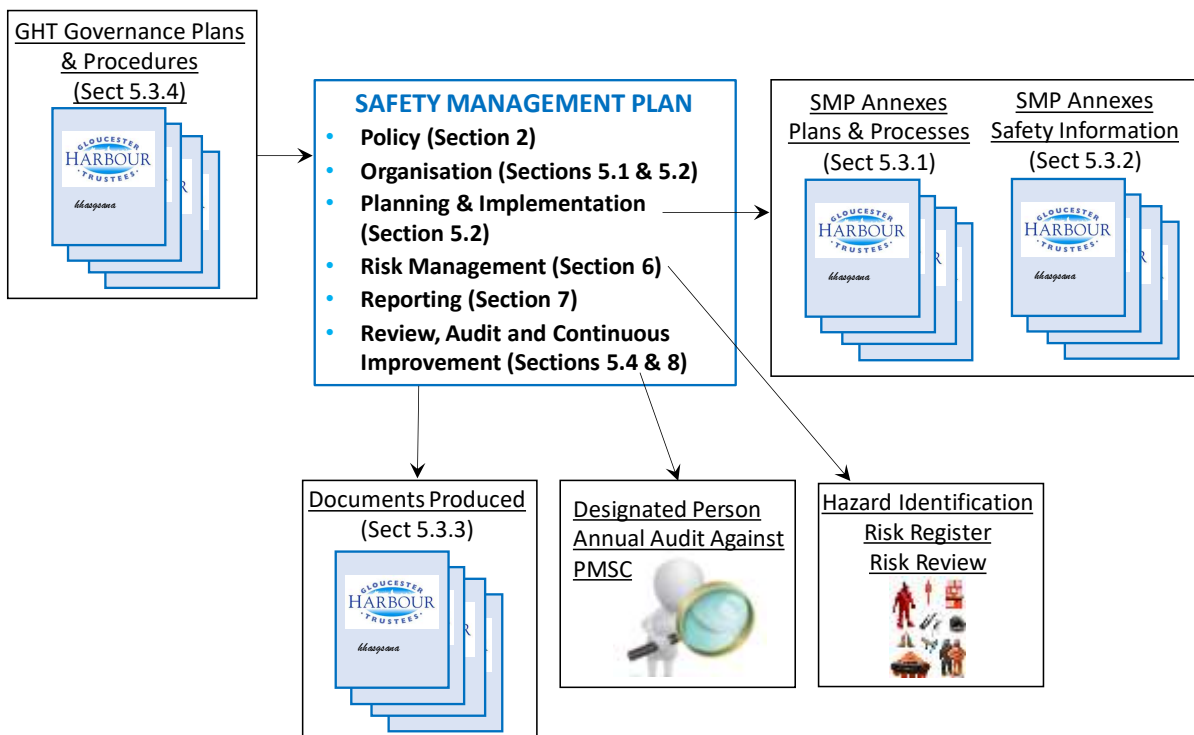 GHT Governance Plans
& Procedures
(Sect 5.3.4)
GLOUCESTER
HARBOUR
· TRUSTEES ·
hhasgsana
SAFETY MANAGEMENT PLAN
• Policy (Section 2)
• Organisation (Sections 5.1 & 5.2)
• Planning & Implementation
(Section 5.2)
• Risk Management (Section 6)
• Reporting (Section 7)
• Review, Audit and Continuous
Improvement (Sections 5.4 & 8)
SMP Annexes
Plans & Processes
(Sect 5.3.1)
GLOUCESTER
HARBOUR
· TRUSTEES ·
hhasgsana
SMP Annexes
Safety Information
(Sect 5.3.2)
GLOUCESTER
HARBOUR
· TRUSTEES ·
hhasgsana
Documents Produced
(Sect 5.3.3)
GLOUCESTER
HARBOUR
· TRUSTEES ·
hhasgsana
Designated Person
Annual Audit Against
PMSC
Hazard Identification
Risk Register
Risk Review